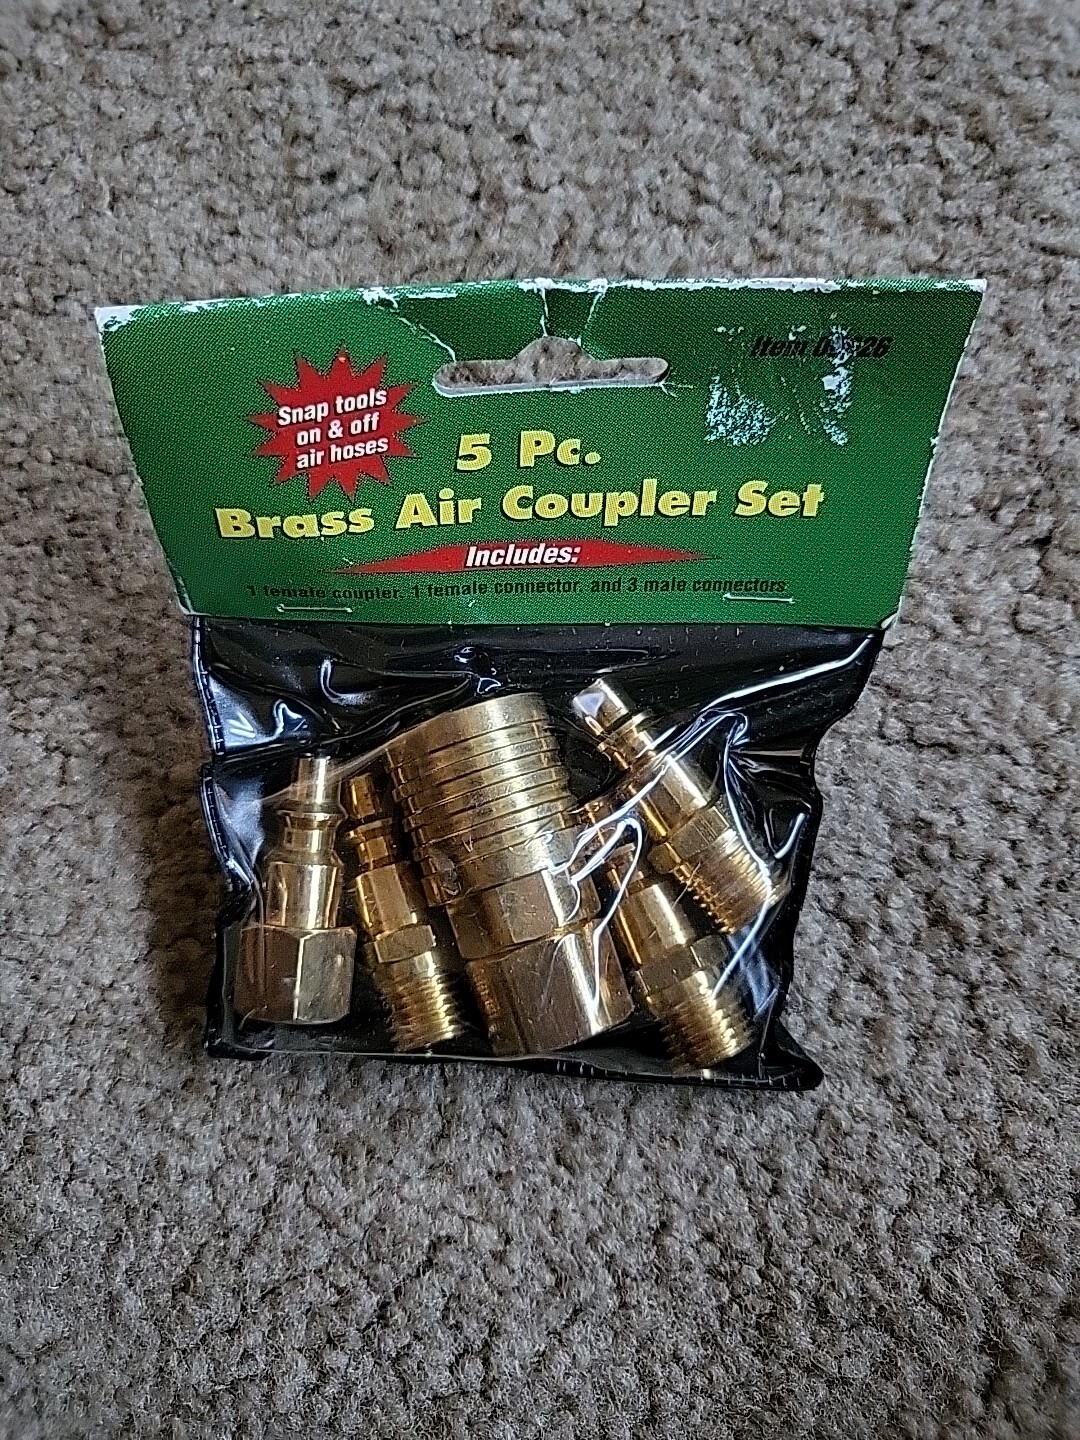 Item
Snap tools
on & off
air hoses
5 Pc.
Brass Air Coupler Set
Includes:
1 female coupler, 1 female connector, and 3 male connectors